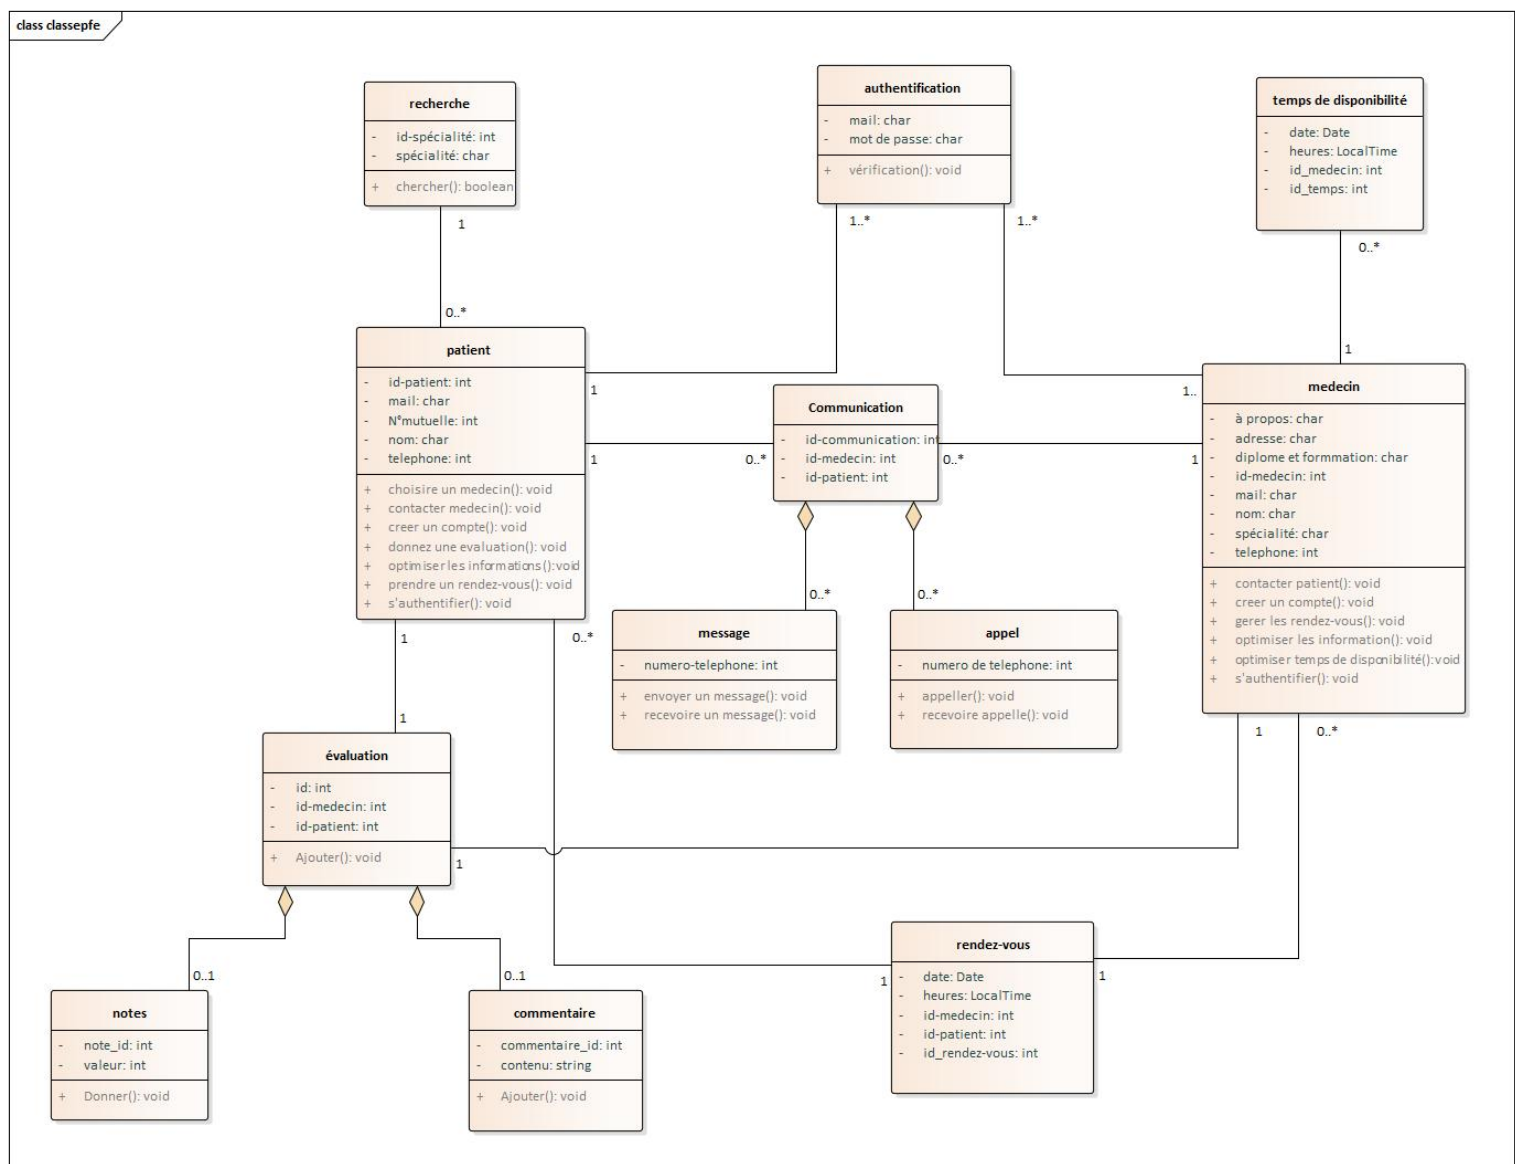 class classepfe
recherche
- id-spécialité: int
- spécialité: char
+ chercher(): boolean
1
0..*
authentification
- mail: char
- mot de passe: char
+ vérification(): void
1..*
1..*
temps de disponibilité
- date: Date
- heures: LocalTime
- id_medecin: int
- id_temps: int
0..*
1
patient
- id-patient: int
- mail: char
- N°mutuelle: int
- nom: char
- telephone: int
+ choisire un medecin(): void
+ contacter medecin(): void
+ creer un compte(): void
+ donnez une evaluation(): void
+ optimiser les informations():void
+ prendre un rendez-vous(): void
+ s'authentifier(): void
1
1
1
0..*
Communication
- id-communication: int
- id-medecin: int
- id-patient: int
0..*
0..*
0..*
0..*
medecin
- à propos: char
- adresse: char
- diplome et formmation: char
- id-medecin: int
- mail: char
- nom: char
- spécialité: char
- telephone: int
+ contacter patient(): void
+ creer un compte(): void
+ gerer les rendez-vous(): void
+ optimiser les information(): void
+ optimiser temps de disponibilité():void
+ s'authentifier(): void
1..
1
1
0..*
message
- numero-telephone: int
+ envoyer un message(): void
+ recevoire un message(): void
appel
- numero de telephone: int
+ appeller(): void
+ recevoire appelle(): void
1
évaluation
- id: int
- id-medecin: int
- id-patient: int
+ Ajouter(): void
1
0..1
0..1
notes
- note_id: int
- valeur: int
+ Donner(): void
commentaire
- commentaire_id: int
- contenu: string
+ Ajouter(): void
rendez-vous
- date: Date
- heures: LocalTime
- id-medecin: int
- id-patient: int
- id_rendez-vous: int
1
1